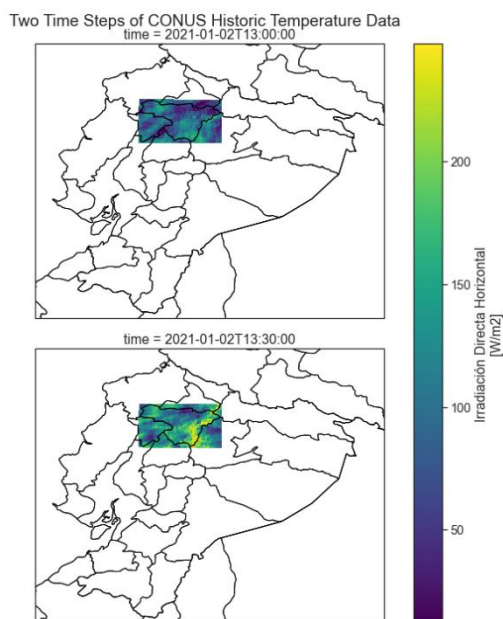 Two Time Steps of CONUS Historic Temperature Data
time = 2021-01-02T13:00:00
time = 2021-01-02T13:30:00
200
150
100
50
Irradiación Directa Horizontal
[W/m2]